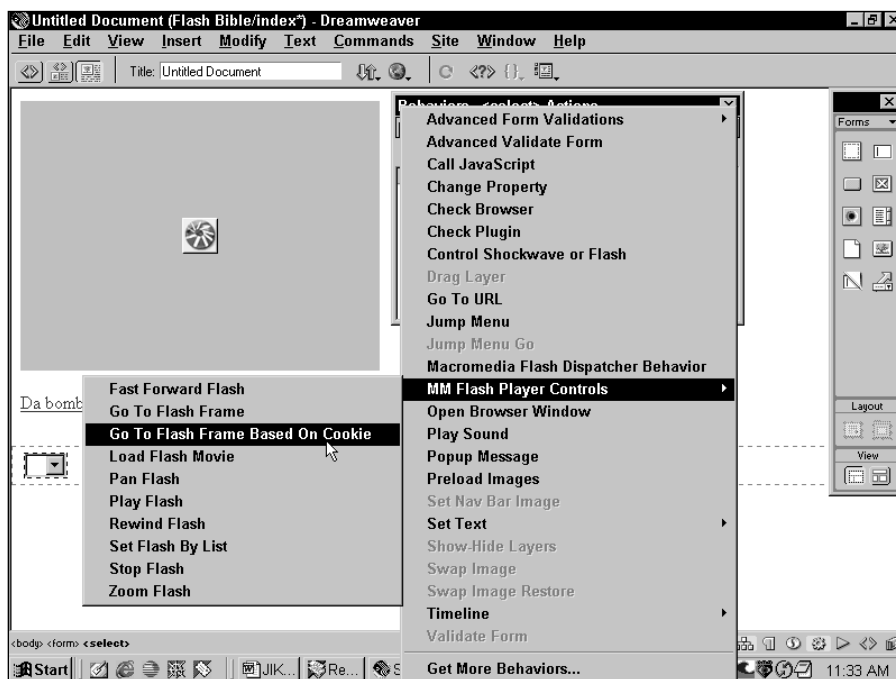 Untitled Document (Flash Bible/index*) - Dreamweaver
File Edit View Insert Modify Text Commands Site Window Help
Title: Untitled Document
Behaviors - <select> Actions
Forms
Advanced Form Validations
Advanced Validate Form
Call JavaScript
Change Property
Check Browser
Check Plugin
Control Shockwave or Flash
Drag Layer
Go To URL
Jump Menu
Jump Menu Go
Macromedia Flash Dispatcher Behavior
MM Flash Player Controls
Open Browser Window
Play Sound
Popup Message
Preload Images
Set Nav Bar Image
Set Text
Show-Hide Layers
Swap Image
Swap Image Restore
Timeline
Validate Form
Get More Behaviors...
Da bomb
Fast Forward Flash
Go To Flash Frame
Go To Flash Frame Based On Cookie
Load Flash Movie
Pan Flash
Play Flash
Rewind Flash
Set Flash By List
Stop Flash
Zoom Flash
Layout
View
<body> <form> <select>
Start JIK... Re... S 11:33 AM